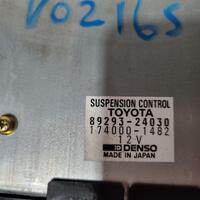 V0216S
SUSPENSION CONTROL
TOYOTA
89293-24030
174000-1482
12V
DENSO
MADE IN JAPAN